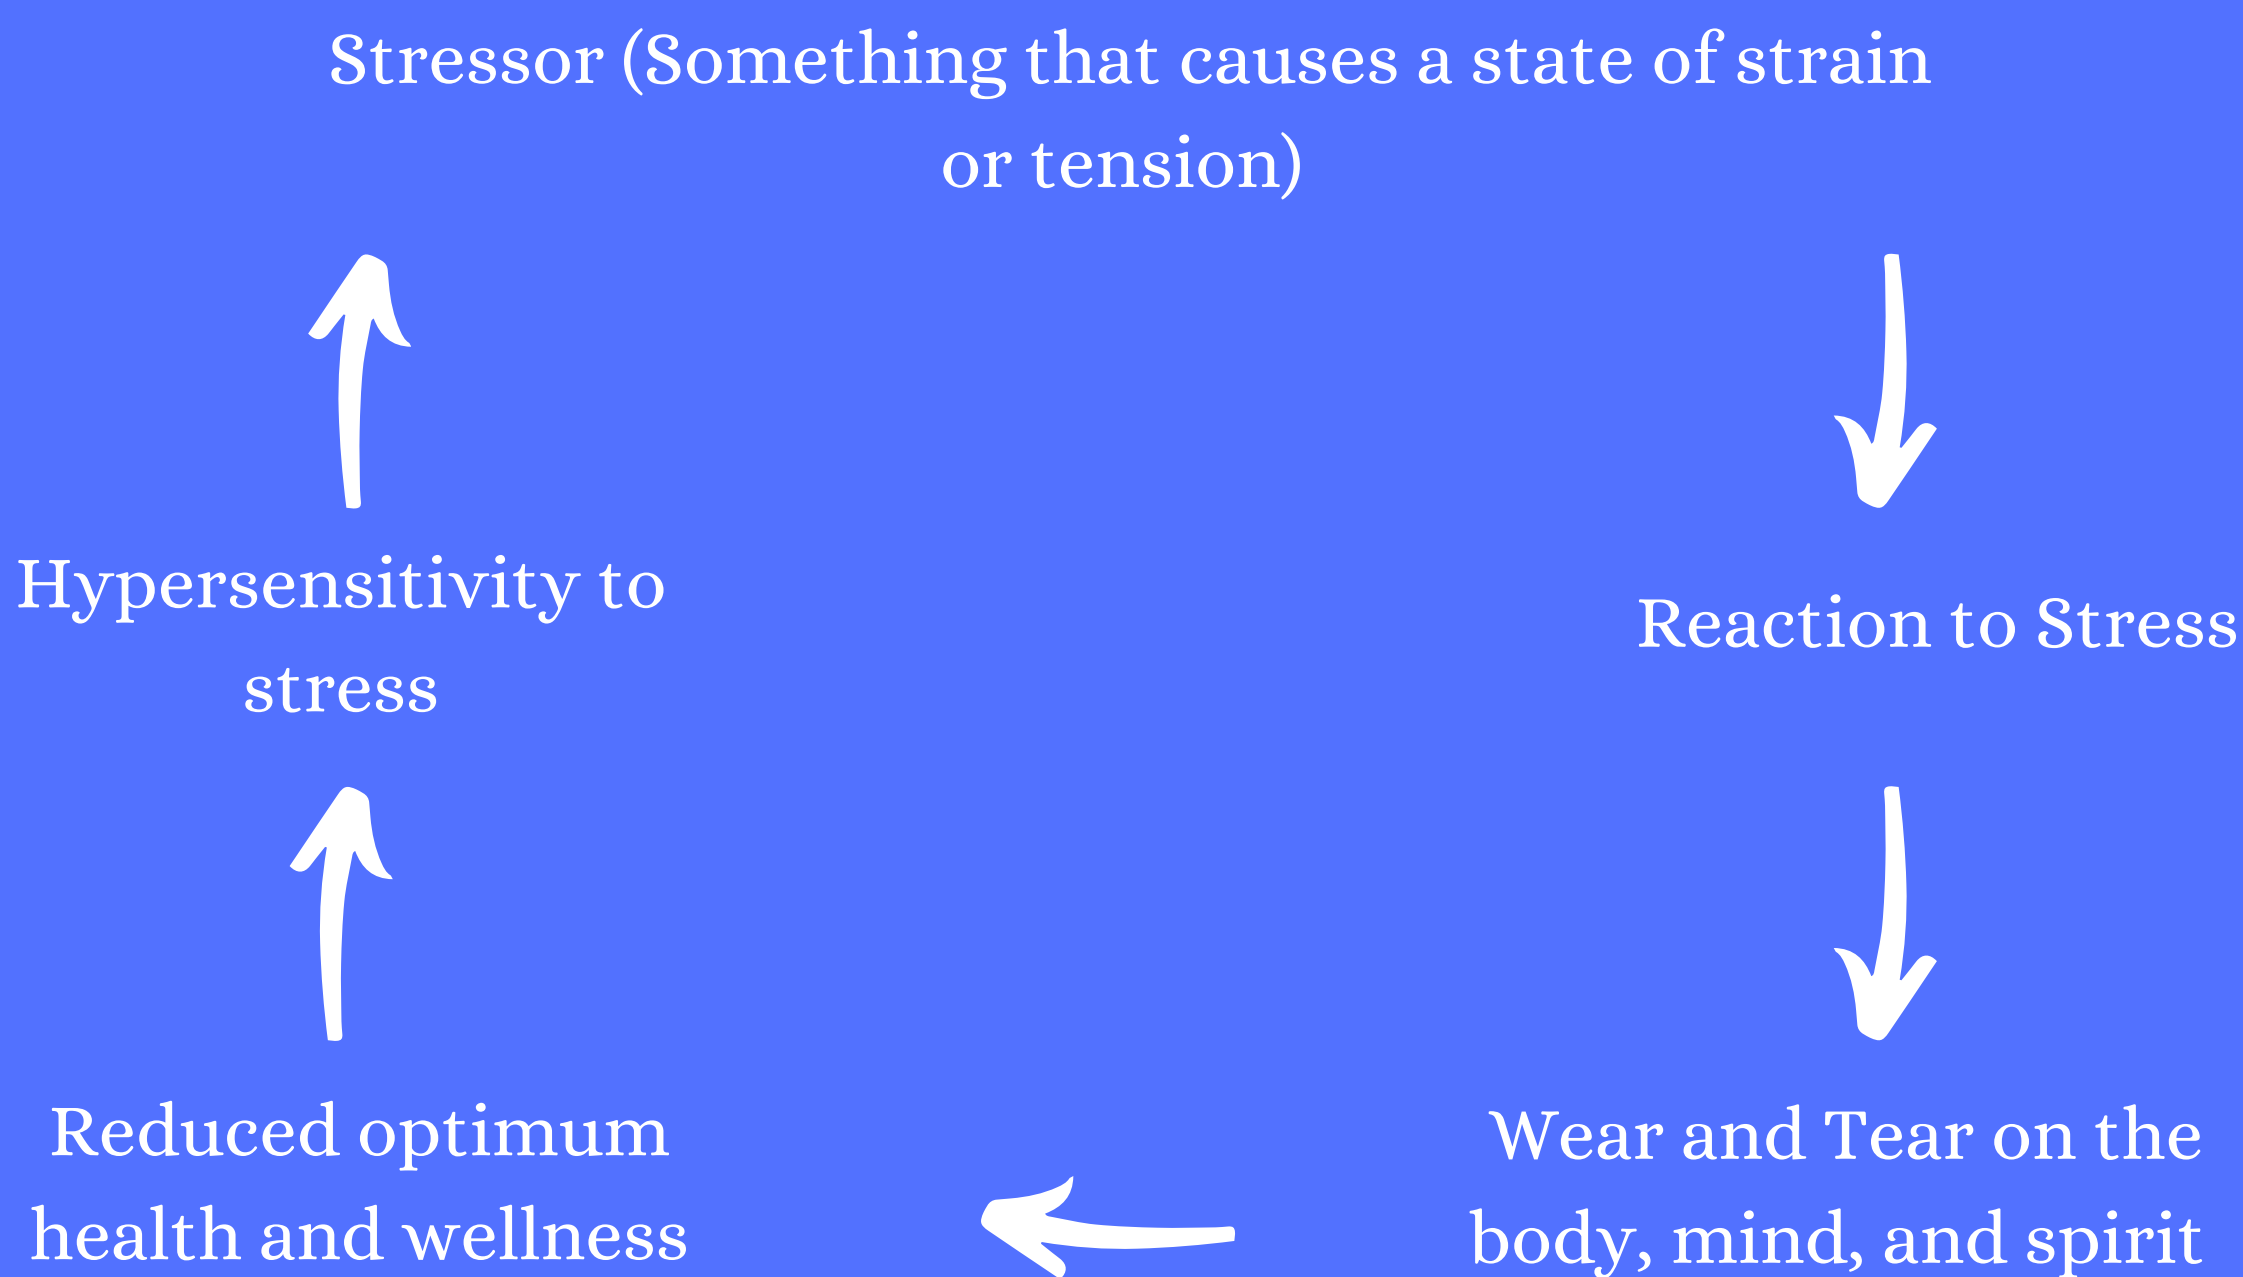 Stressor (Something that causes a state of strain
or tension)
Reaction to Stress
Wear and Tear on the
body, mind, and spirit
Reduced optimum
health and wellness
Hypersensitivity to
stress